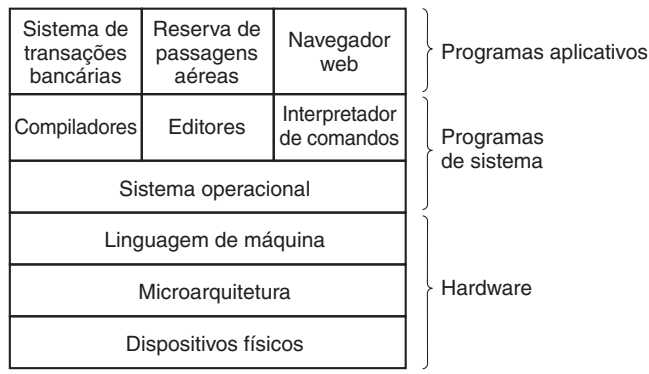 Sistema de
transações
bancárias
Reserva de
passagens
aéreas
Navegador
web
Programas aplicativos
Compiladores
Editores
Interpretador
de comandos
Programas
de sistema
Sistema operacional
Linguagem de máquina
Microarquitetura
Hardware
Dispositivos físicos